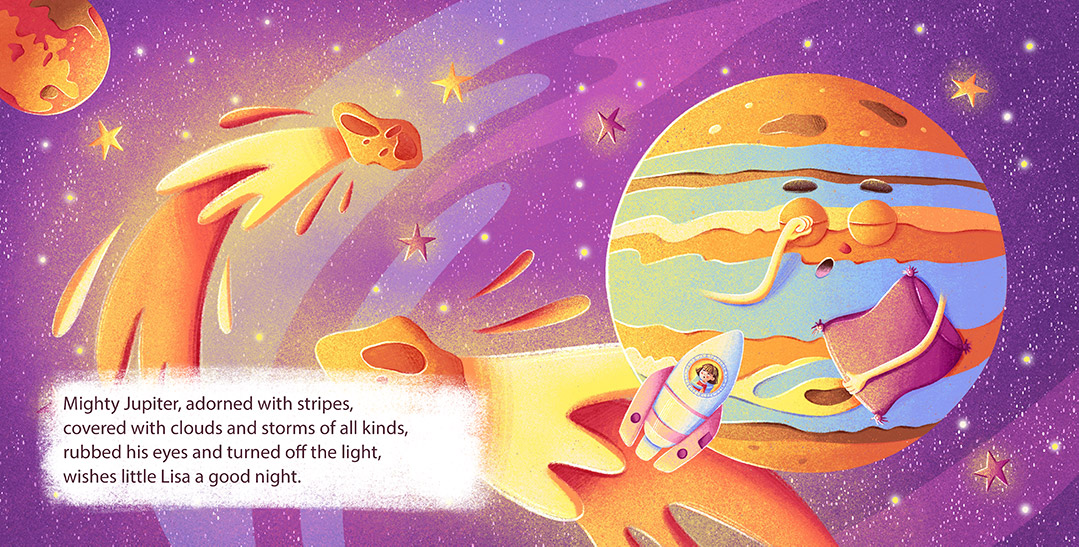 Mighty Jupiter, adorned with stripes,
covered with clouds and storms of all kinds,
rubbed his eyes and turned off the light,
wishes little Lisa a good night.